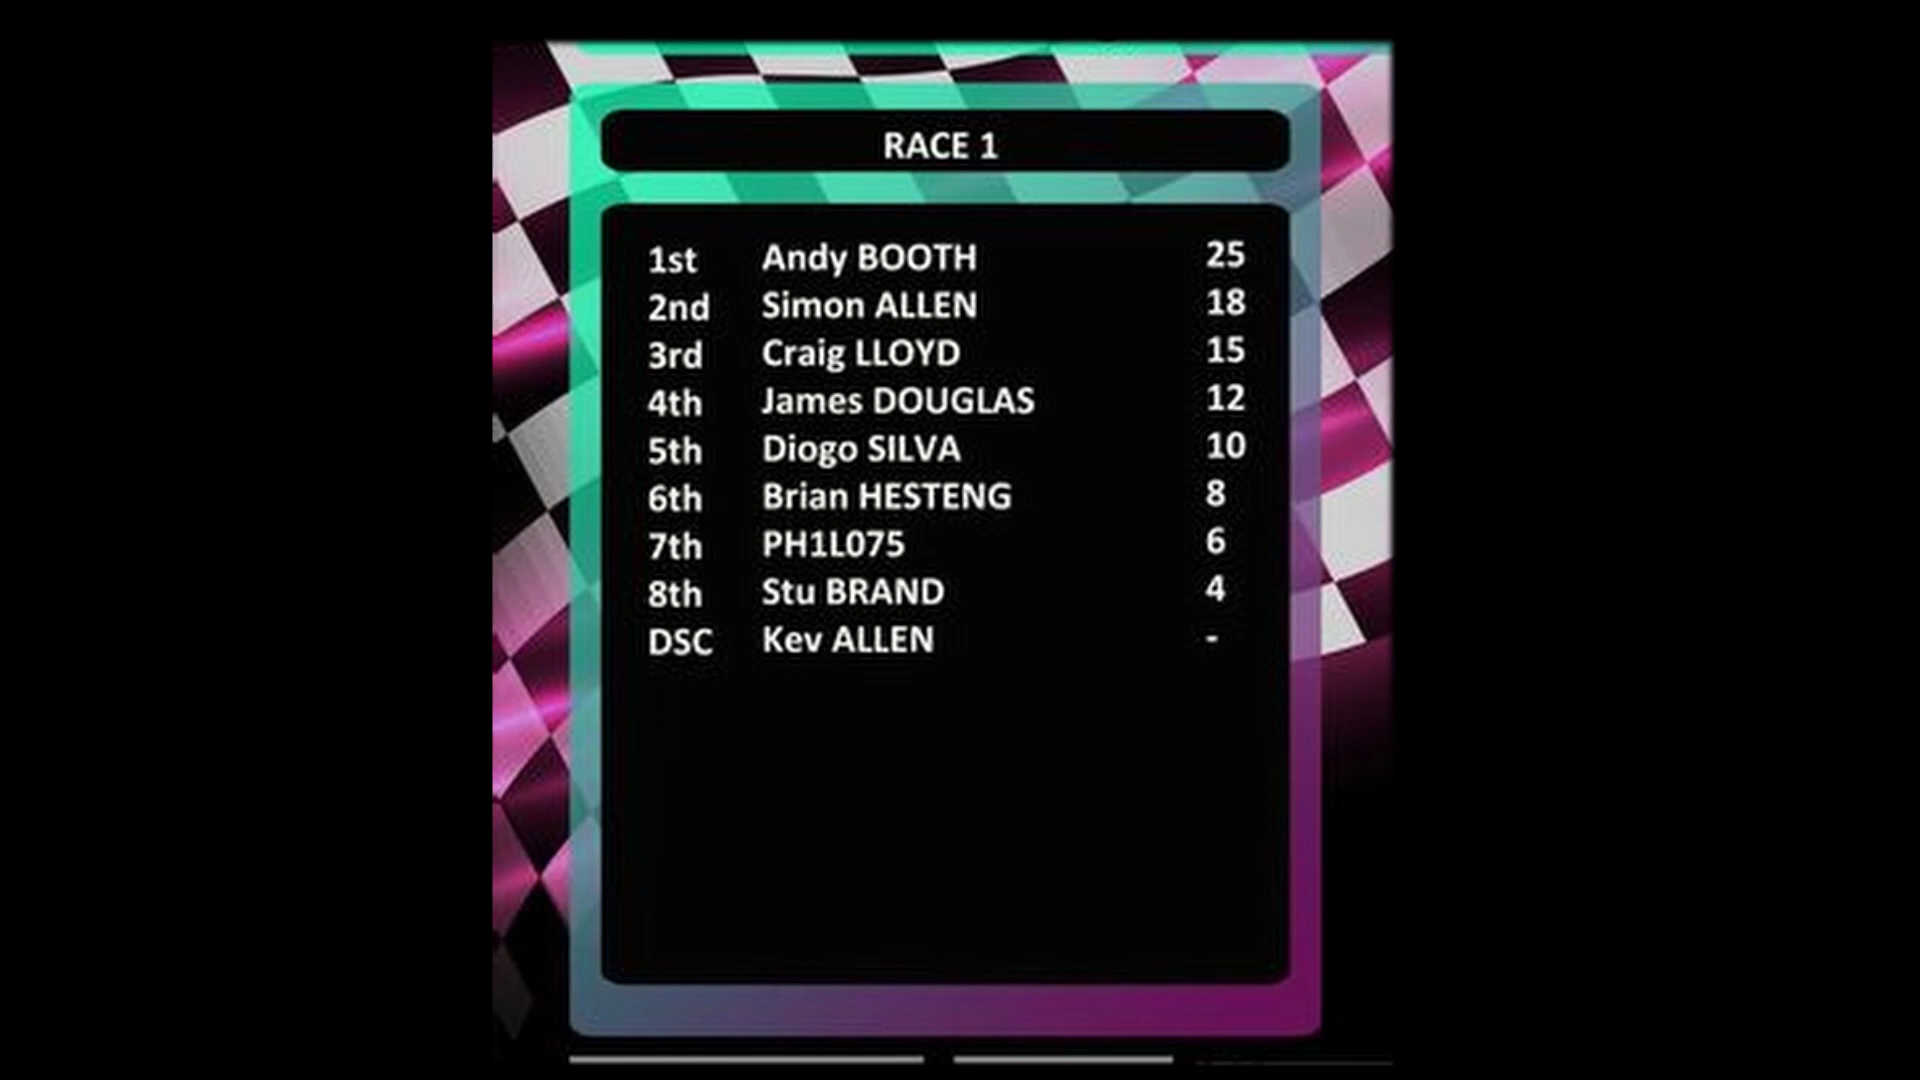 RACE 1
1st Andy BOOTH 25
2nd Simon ALLEN 18
3rd Craig LLOYD 15
4th James DOUGLAS 12
5th Diogo SILVA 10
6th Brian HESTENG 8
7th PH1L075 6
8th Stu BRAND 4
DSC Kev ALLEN -